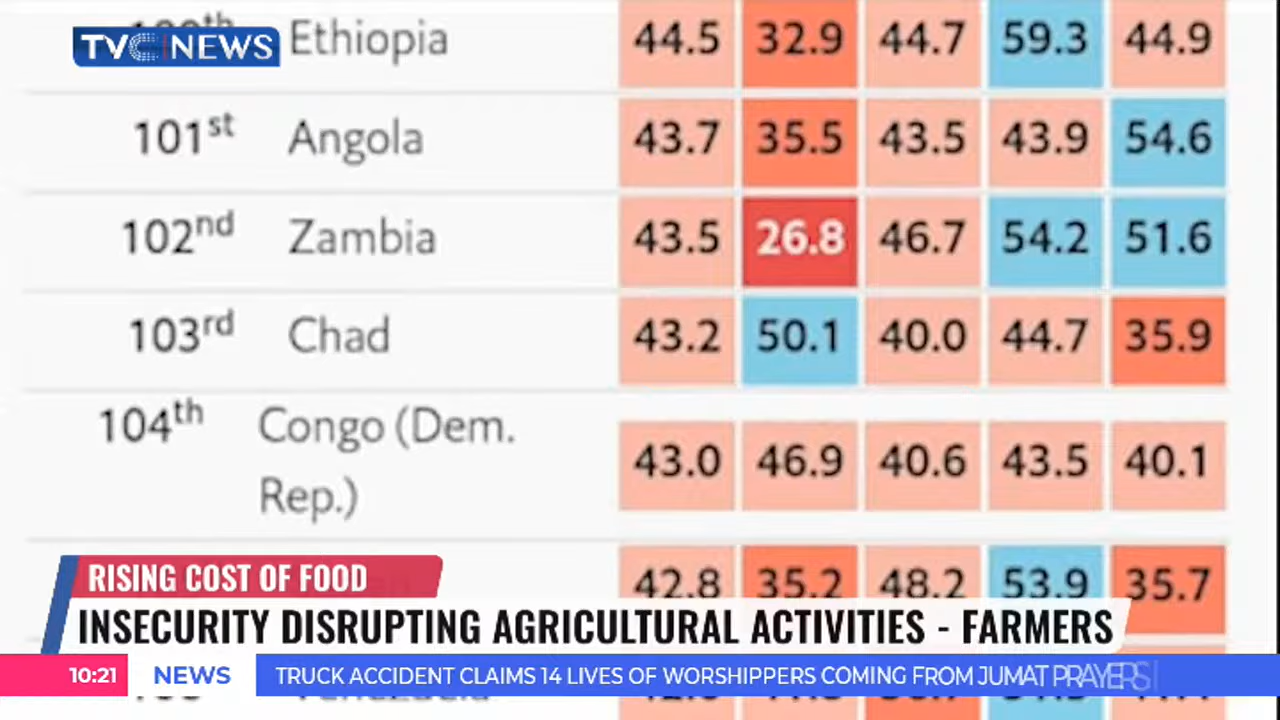 TVC NEWS
Ethiopia 44.5 32.9 44.7 59.3 44.9
101st Angola 43.7 35.5 43.5 43.9 54.6
102nd Zambia 43.5 26.8 46.7 54.2 51.6
103rd Chad 43.2 50.1 40.0 44.7 35.9
104th Congo (Dem. 
Rep.) 43.0 46.9 40.6 43.5 40.1
42.8 35.2 48.2 53.9 35.7
RISING COST OF FOOD
INSECURITY DISRUPTING AGRICULTURAL ACTIVITIES - FARMERS
10:21 NEWS TRUCK ACCIDENT CLAIMS 14 LIVES OF WORSHIPPERS COMING FROM JUMAT PRAYERS